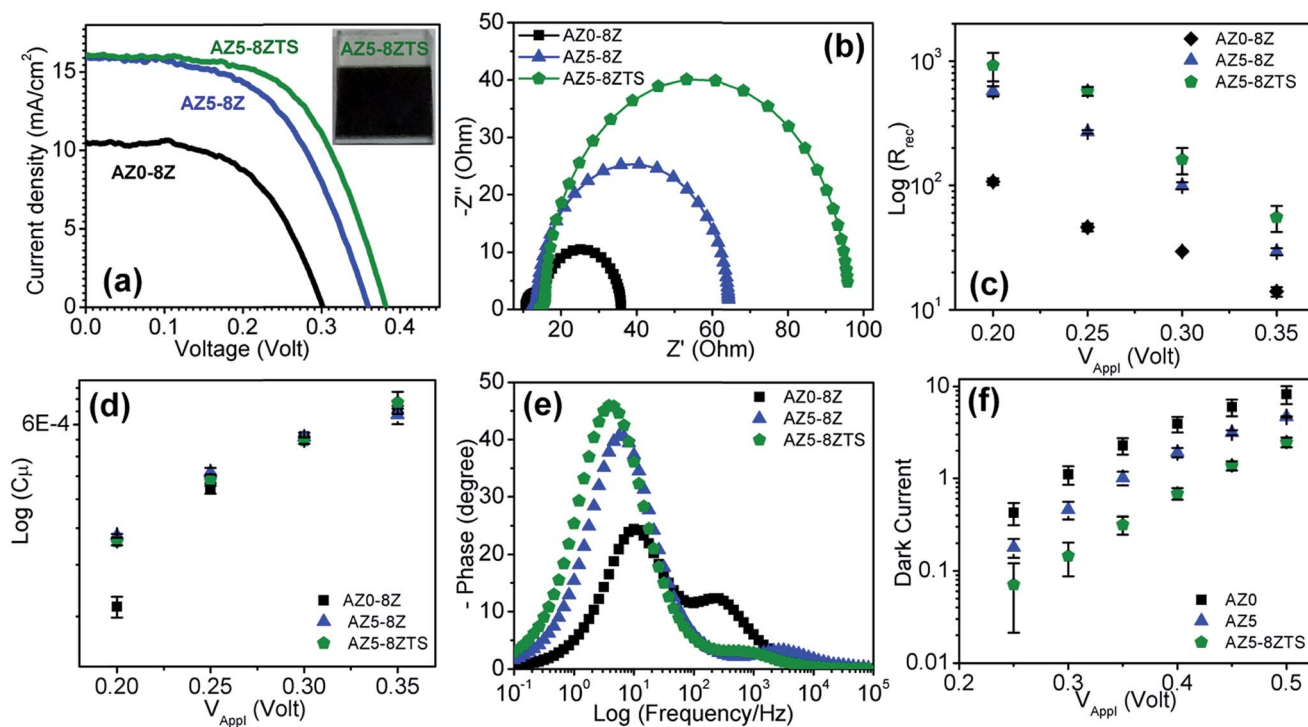 AZ5-8ZTS
AZ5-8ZTS
AZ5-8Z
AZ0-8Z
(a)
15
10
5
0
0.0 0.1 0.2 0.3 0.4
Current density (mA/cm²)
Voltage (Volt)
(b)
AZ0-8Z
AZ5-8Z
AZ5-8ZTS
50
40
30
20
10
0
20 40 60 80 100
-Z'' (Ohm)
Z' (Ohm)
(c)
AZ0-8Z
AZ5-8Z
AZ5-8ZTS
10³
10²
10¹
0.20 0.25 0.30 0.35
Log (Rrec)
VAppl (Volt)
(d)
6E-4
AZ0-8Z
AZ5-8Z
AZ5-8ZTS
0.20 0.25 0.30 0.35
Log (Cμ)
VAppl (Volt)
(e)
AZ0-8Z
AZ5-8Z
AZ5-8ZTS
50
40
30
20
10
0
10⁻¹ 10⁰ 10¹ 10² 10³ 10⁴ 10⁵
- Phase (degree)
Log (Frequency/Hz)
(f)
10
1
0.1
0.01
AZ0
AZ5
AZ5-8ZTS
0.2 0.3 0.4 0.5
Dark Current
VAppl (Volt)